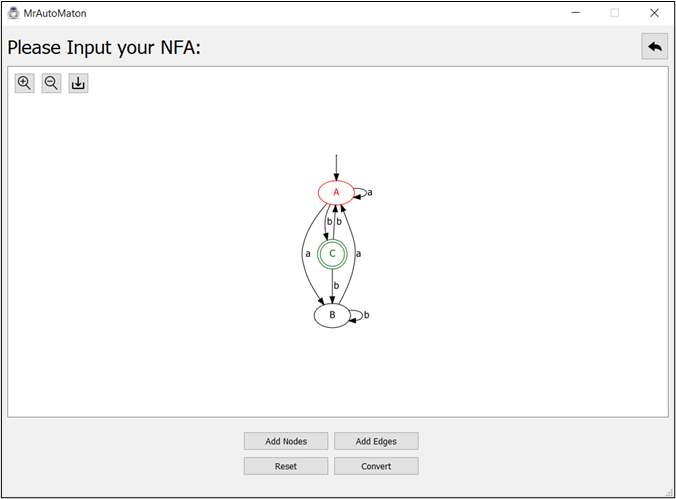 MrAutoMaton
Please Input your NFA:
A
a
b b
a
C
a
b
B
b
Add Nodes
Add Edges
Reset
Convert